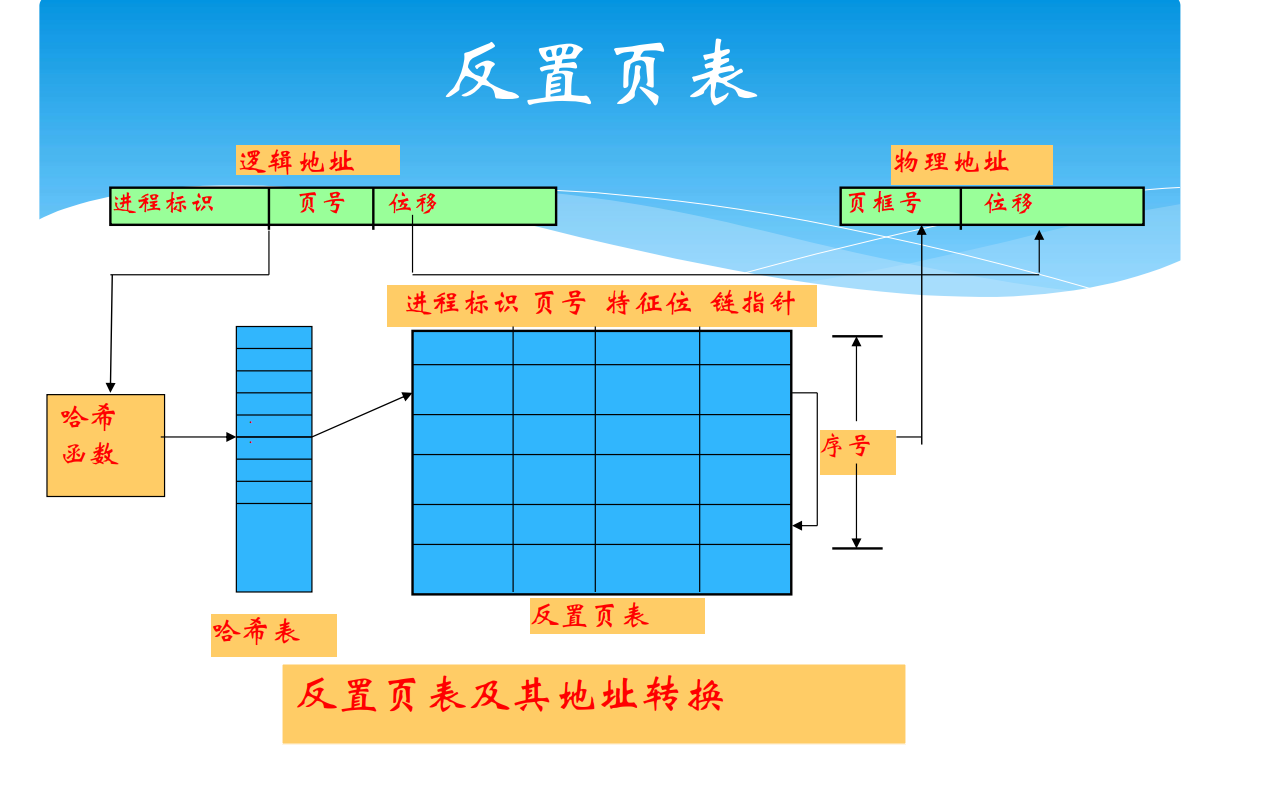 反置页表
逻辑地址
物理地址
进程标识 页号 位移
页框号 位移
进程标识 页号 特征位 链指针
哈希
函数
序号
反置页表
哈希表
反置页表及其地址转换